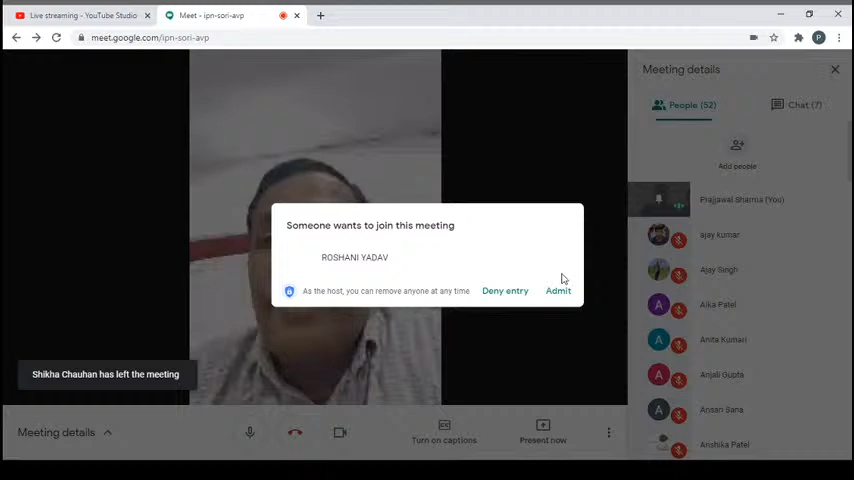 Live streaming - YouTube Studio
Meet - ipn-sori-avp
meet.google.com/ipn-sori-avp
P
Meeting details
People (52)
Chat (7)
Add people
Prajjawal Sharma (You)
ajay kumar
Ajay Singh
A
Alka Patel
A
Anita Kumari
A
Anjali Gupta
A
Ansari Sana
Anshika Patel
Someone wants to join this meeting
ROSHANI YADAV
As the host, you can remove anyone at any time
Deny entry
Admit
Shikha Chauhan has left the meeting
Meeting details
CC
Turn on captions
Present now